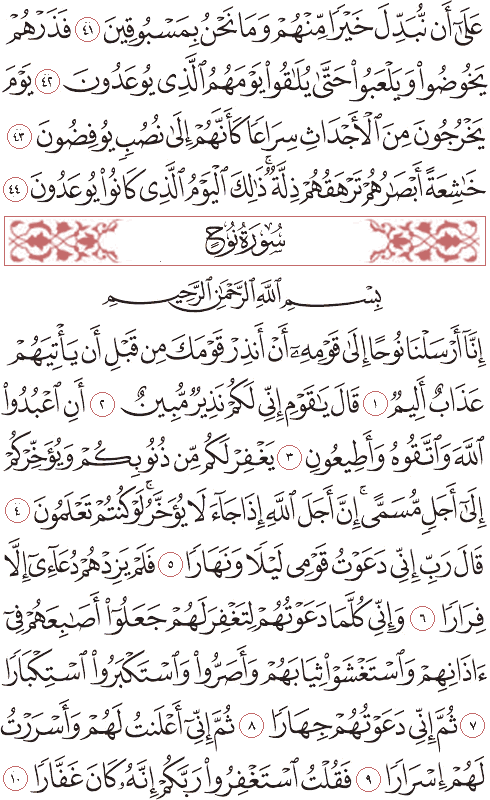 عَلَىٰٓ أَن نُّبَدِّلَ خَيْرًا مِّنْهُمْ وَمَا نَحْنُ بِمَسْبُوقِينَ ٤١ فَذَرْهُمْ
يَخُوضُوا۟ وَيَلْعَبُوا۟ حَتَّىٰ يُلَٰقُوا۟ يَوْمَهُمُ ٱلَّذِى يُوعَدُونَ ٤٢ يَوْمَ
يَخْرُجُونَ مِنَ ٱلْأَجْدَاثِ سِرَاعًا كَأَنَّهُمْ إِلَىٰ نُصُبٍ يُوفِضُونَ ٤٣
خَٰشِعَةً أَبْصَٰرُهُمْ تَرْهَقُهُمْ ذِلَّةٌ ۚ ذَٰلِكَ ٱلْيَوْمُ ٱلَّذِى كَانُوا۟ يُوعَدُونَ ٤٤
سُورَةُ نُوحٍ
بِسْمِ ٱللَّهِ ٱلرَّحْمَٰنِ ٱلرَّحِيمِ
إِنَّآ أَرْسَلْنَا نُوحًا إِلَىٰ قَوْمِهِۦٓ أَنْ أَنذِرْ قَوْمَكَ مِن قَبْلِ أَن يَأْتِيَهُمْ
عَذَابٌ أَلِيمٌ ١ قَالَ يَٰقَوْمِ إِنِّى لَكُمْ نَذِيرٌ مُّبِينٌ ٢ أَنِ ٱعْبُدُوا۟
ٱللَّهَ وَٱتَّقُوهُ وَأَطِيعُونِ ٣ يَغْفِرْ لَكُم مِّن ذُنُوبِكُمْ وَيُؤَخِّرْكُمْ
إِلَىٰٓ أَجَلٍ مُّسَمًّى ۚ إِنَّ أَجَلَ ٱللَّهِ إِذَا جَآءَ لَا يُؤَخَّرُ ۖ لَوْ كُنتُمْ تَعْلَمُونَ ٤
قَالَ رَبِّ إِنِّى دَعَوْتُ قَوْمِى لَيْلًا وَنَهَارًا ٥ فَلَمْ يَزِدْهُمْ دُعَآءِىٓ إِلَّا
فِرَارًا ٦ وَإِنِّى كُلَّمَا دَعَوْتُهُمْ لِتَغْفِرَ لَهُمْ جَعَلُوٓا۟ أَصَٰبِعَهُمْ فِىٓ
ءَاذَانِهِمْ وَٱسْتَغْشَوْا۟ ثِيَابَهُمْ وَأَصَرُّوا۟ وَٱسْتَكْبَرُوا۟ ٱسْتِكْبَارًا
٧ ثُمَّ إِنِّى دَعَوْتُهُمْ جِهَارًا ٨ ثُمَّ إِنِّىٓ أَعْلَنتُ لَهُمْ وَأَسْرَرْتُ
لَهُمْ إِسْرَارًا ٩ فَقُلْتُ ٱسْتَغْفِرُوا۟ رَبَّكُمْ إِنَّهُۥ كَانَ غَفَّارًا ١٠